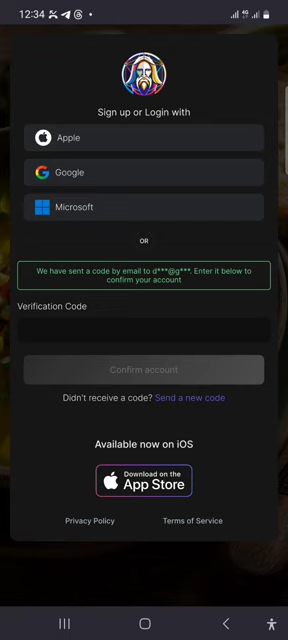 12:34
4G
Sign up or Login with
Apple
Google
Microsoft
OR
We have sent a code by email to d***@g***. Enter it below to
confirm your account
Verification Code
Confirm account
Didn't receive a code? Send a new code
Available now on iOS
Download on the
App Store
Privacy Policy
Terms of Service